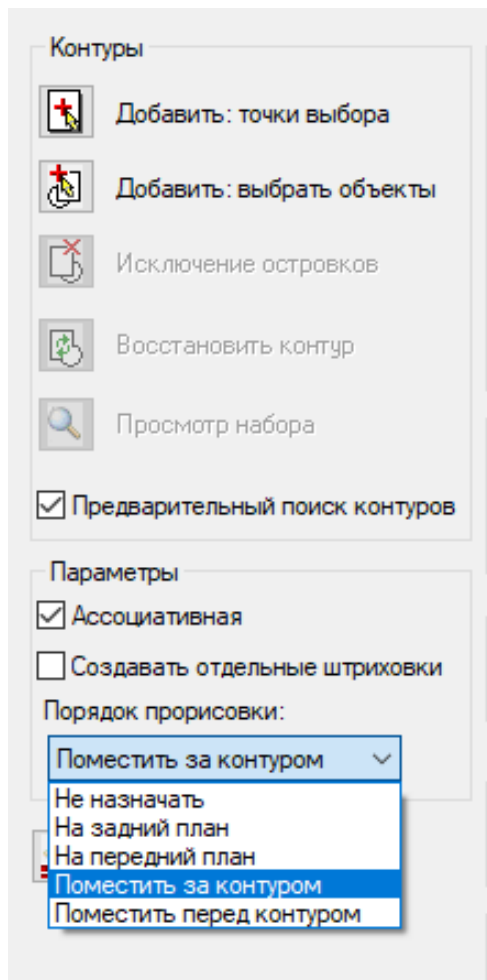 Контуры
Добавить: точки выбора
Добавить: выбрать объекты
Исключение островков
Восстановить контур
Просмотр набора
Предварительный поиск контуров
Параметры
Ассоциативная
Создавать отдельные штриховки
Порядок прорисовки:
Поместить за контуром
Не назначать
На задний план
На передний план
Поместить за контуром
Поместить перед контуром